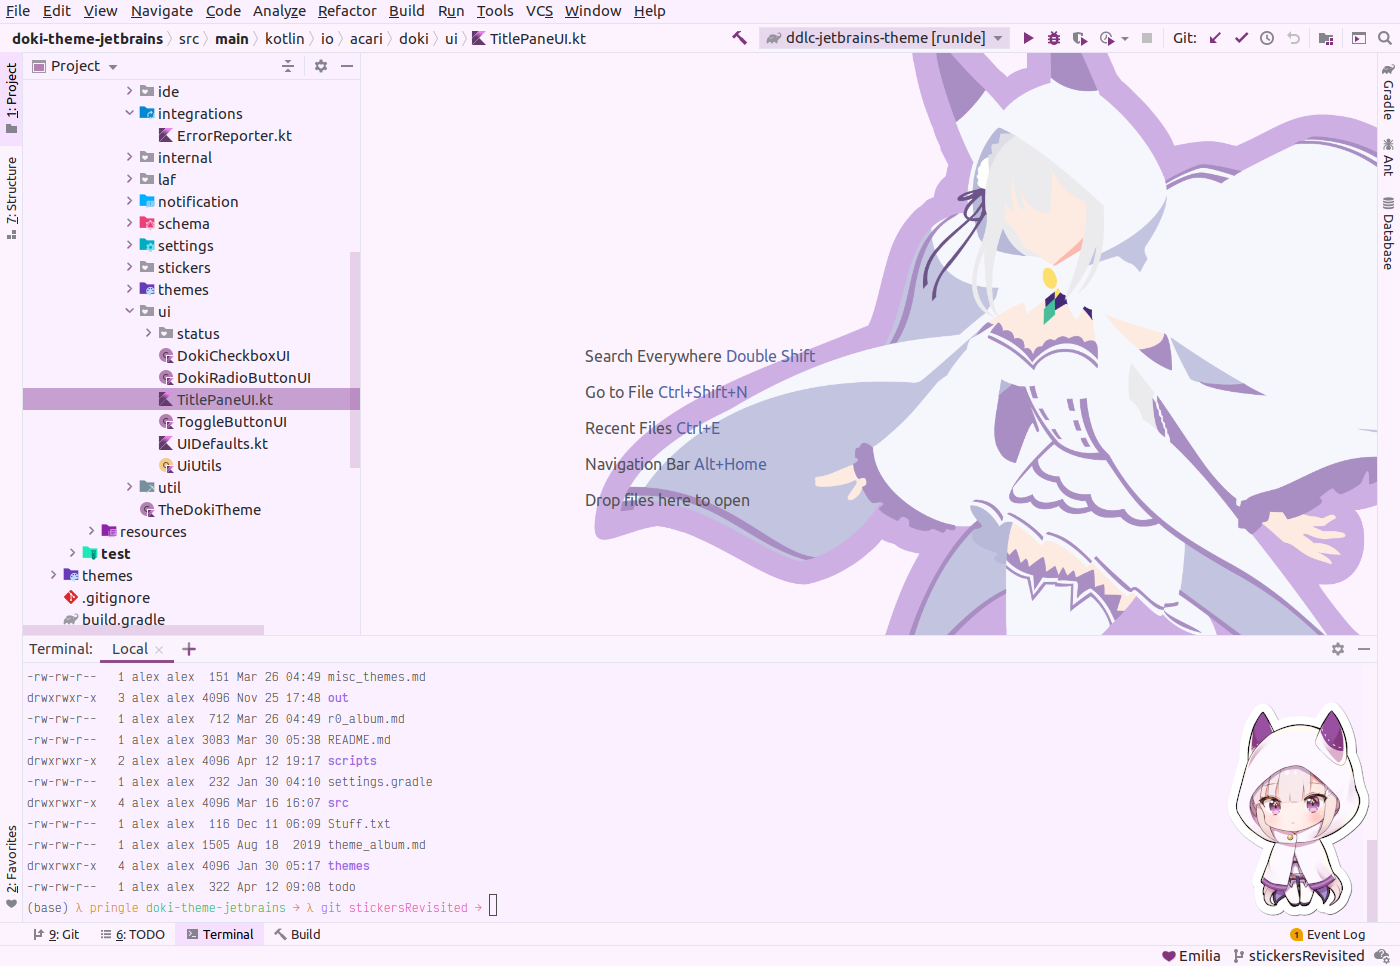 File Edit View Navigate Code Analyze Refactor Build Run Tools VCS Window Help
doki-theme-jetbrains src main kotlin io acari doki ui TitlePaneUI.kt ddlc-jetbrains-theme [runIde] Git:
1: Project
7: Structure
2: Favorites
Project
ide
integrations
ErrorReporter.kt
internal
laf
notification
schema
settings
stickers
themes
ui
status
DokiCheckboxUI
DokiRadioButtonUI
TitlePaneUI.kt
ToggleButtonUI
UIDefaults.kt
UiUtils
util
TheDokiTheme
resources
test
themes
.gitignore
build.gradle
Search Everywhere Double Shift
Go to File Ctrl+Shift+N
Recent Files Ctrl+E
Navigation Bar Alt+Home
Drop files here to open
Gradle
Ant
Database
Terminal: Local
-rw-rw-r-- 1 alex alex 151 Mar 26 04:49 misc_themes.md
drwxrwxr-x 3 alex alex 4096 Nov 25 17:48 out
-rw-rw-r-- 1 alex alex 712 Mar 26 04:49 r0_album.md
-rw-rw-r-- 1 alex alex 3083 Mar 30 05:38 README.md
drwxrwxr-x 2 alex alex 4096 Apr 12 19:17 scripts
-rw-rw-r-- 1 alex alex 232 Jan 30 04:10 settings.gradle
drwxrwxr-x 4 alex alex 4096 Mar 16 16:07 src
-rw-rw-r-- 1 alex alex 116 Dec 11 06:09 Stuff.txt
-rw-rw-r-- 1 alex alex 1505 Aug 18 2019 theme_album.md
drwxrwxr-x 4 alex alex 4096 Jan 30 05:17 themes
-rw-rw-r-- 1 alex alex 322 Apr 12 09:08 todo
(base) λ pringle doki-theme-jetbrains → λ git stickersRevisited →
9: Git 6: TODO Terminal Build 1 Event Log
Emilia stickersRevisited